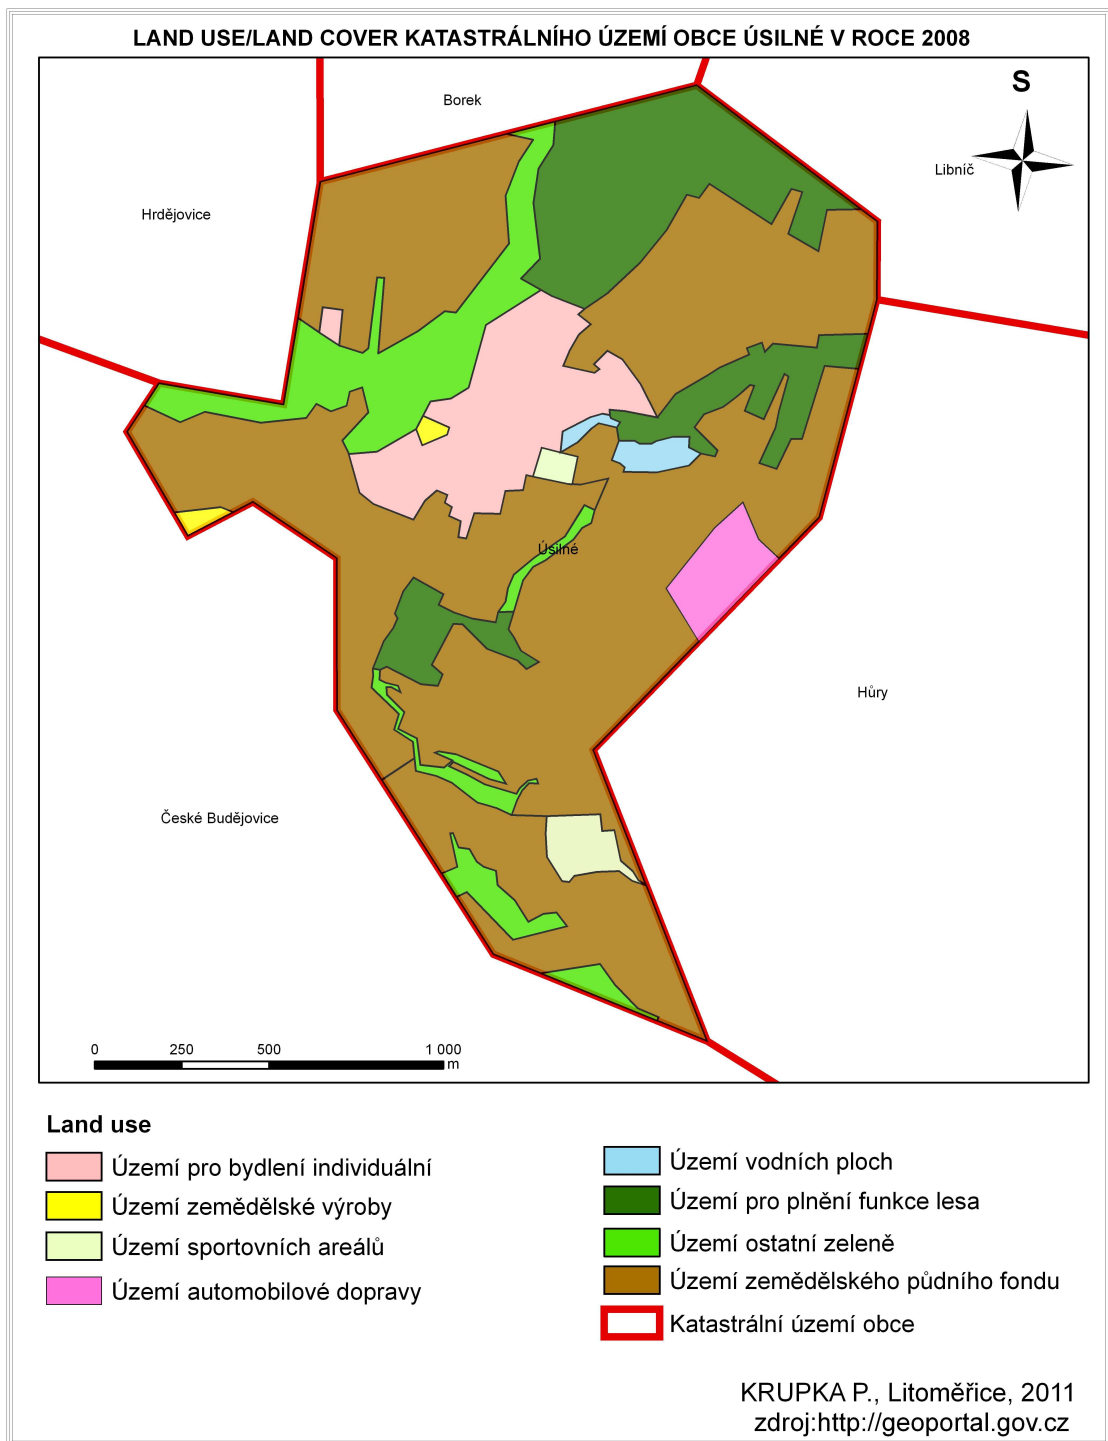 LAND USE/LAND COVER KATASTRÁLNÍHO ÚZEMÍ OBCE ÚSILNÉ V ROCE 2008
S
Borek
Libníč
Hrdějovice
Úsilné
Hůry
České Budějovice
0 250 500 1 000
m
Land use
Území pro bydlení individuální
Území zemědělské výroby
Území sportovních areálů
Území automobilové dopravy
Území vodních ploch
Území pro plnění funkce lesa
Území ostatní zeleně
Území zemědělského půdního fondu
Katastrální území obce
KRUPKA P., Litoměřice, 2011
zdroj:http://geoportal.gov.cz